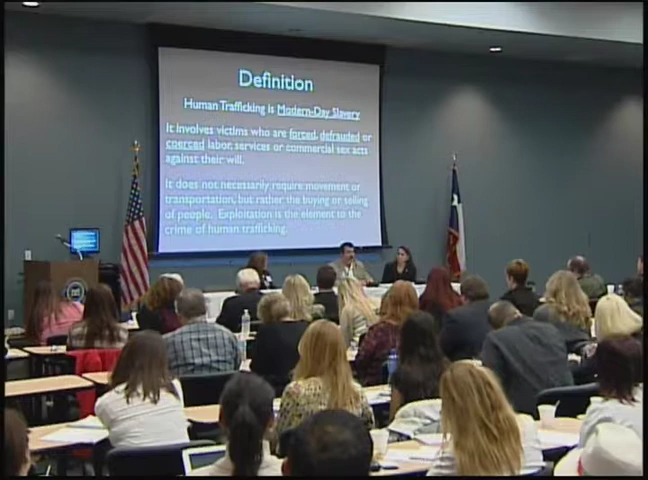 Definition
Human Trafficking is Modern-Day Slavery
It involves victims who are forced, defrauded or
coerced labor, services or commercial sex acts
against their will.
It does not necessarily require movement or
transportation, but rather the buying or selling
of people. Exploitation is the element to the
crime of human trafficking.